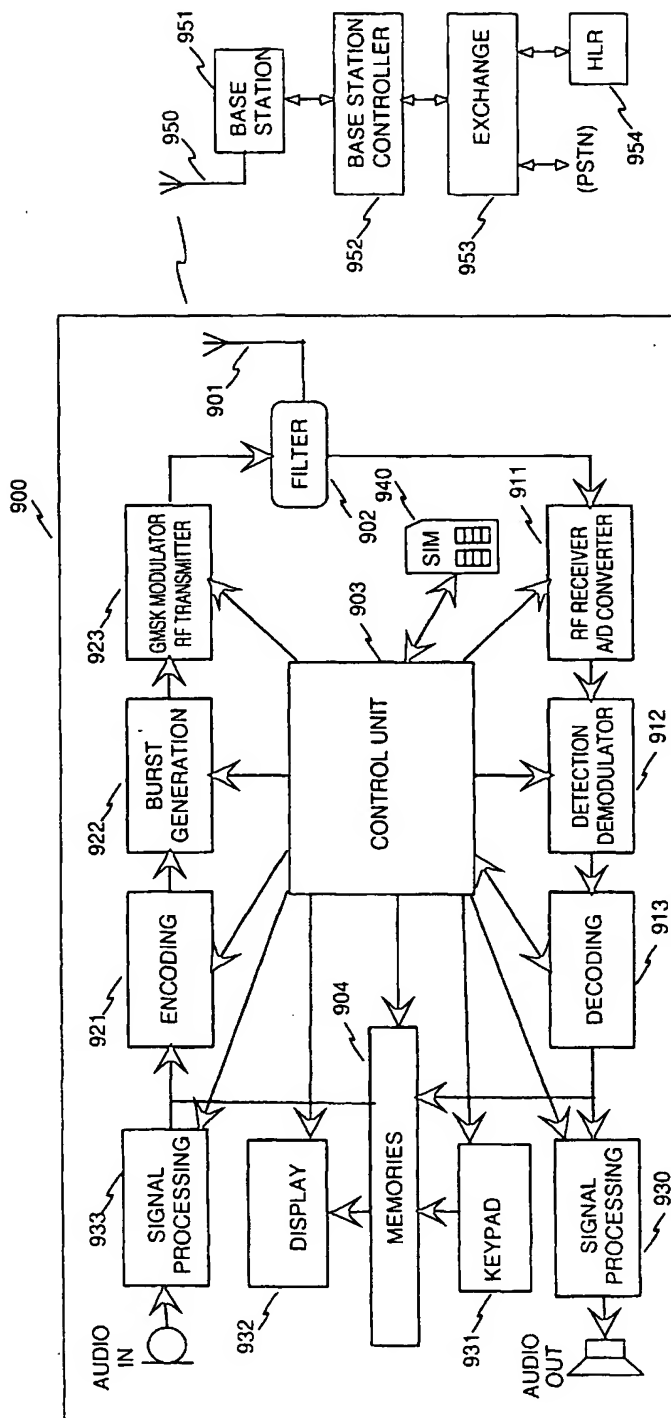 900
AUDIO
IN
933
SIGNAL
PROCESSING
921
ENCODING
922
BURST
GENERATION
923
GMSK MODULATOR
RF TRANSMITTER
901
FILTER
902
932
DISPLAY
904
MEMORIES
903
CONTROL UNIT
940
SIM
931
KEYPAD
AUDIO
OUT
SIGNAL
PROCESSING
930
DECODING
913
DETECTION
DEMODULATOR
912
RF RECEIVER
A/D CONVERTER
911
950
BASE
STATION
951
BASE STATION
CONTROLLER
952
EXCHANGE
953
(PSTN)
HLR
954